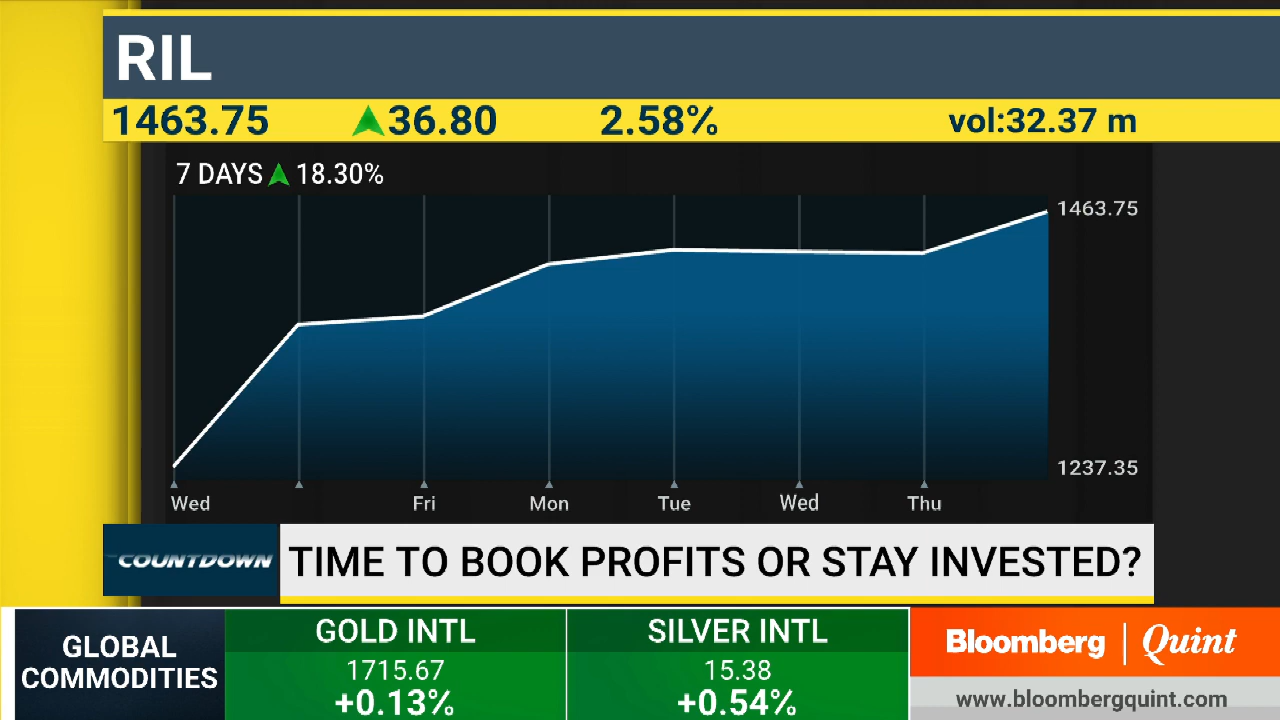 RIL
1463.75 36.80 2.58% vol:32.37 m
7 DAYS 18.30%
1463.75
1237.35
Wed Fri Mon Tue Wed Thu
COUNTDOWN TIME TO BOOK PROFITS OR STAY INVESTED?
GLOBAL COMMODITIES
GOLD INTL
1715.67
+0.13%
SILVER INTL
15.38
+0.54%
Bloomberg | Quint
www.bloombergquint.com